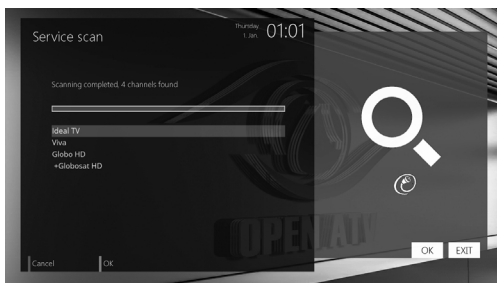 Service scan
Thursday
1. Jan.
01:01
Scanning completed, 4 channels found
Ideal TV
Viva
Globo HD
+Globosat HD
OPEN ATV
Cancel
OK
OK
EXIT